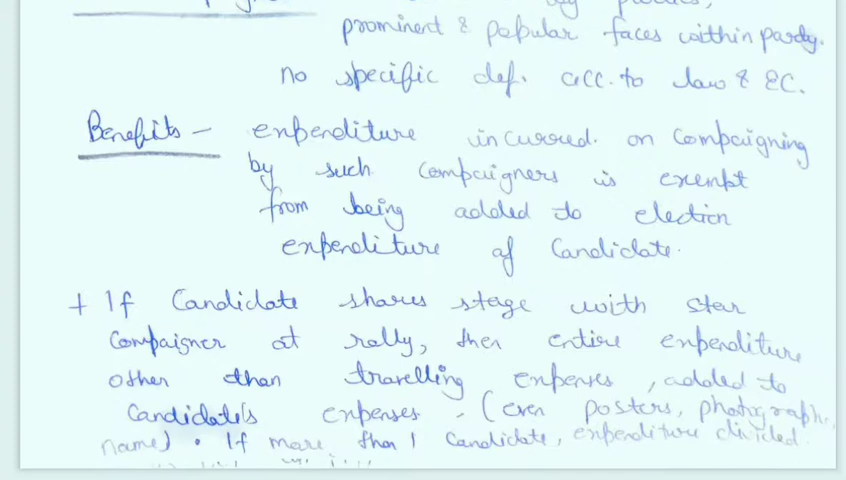 prominent & popular faces within party.
no specific def. acc. to law & EC.
Benefits - expenditure incurred. on Campaigning
by such Campaigners is exempt
from being added to election
expenditure of Candidate.
+ If Candidate shares stage with star
Campaigner at rally, then entire expenditure
other than travelling expenses, added to
Candidate's expenses. (even posters, photograph,
name). If more than 1 Candidate, expenditure divided.